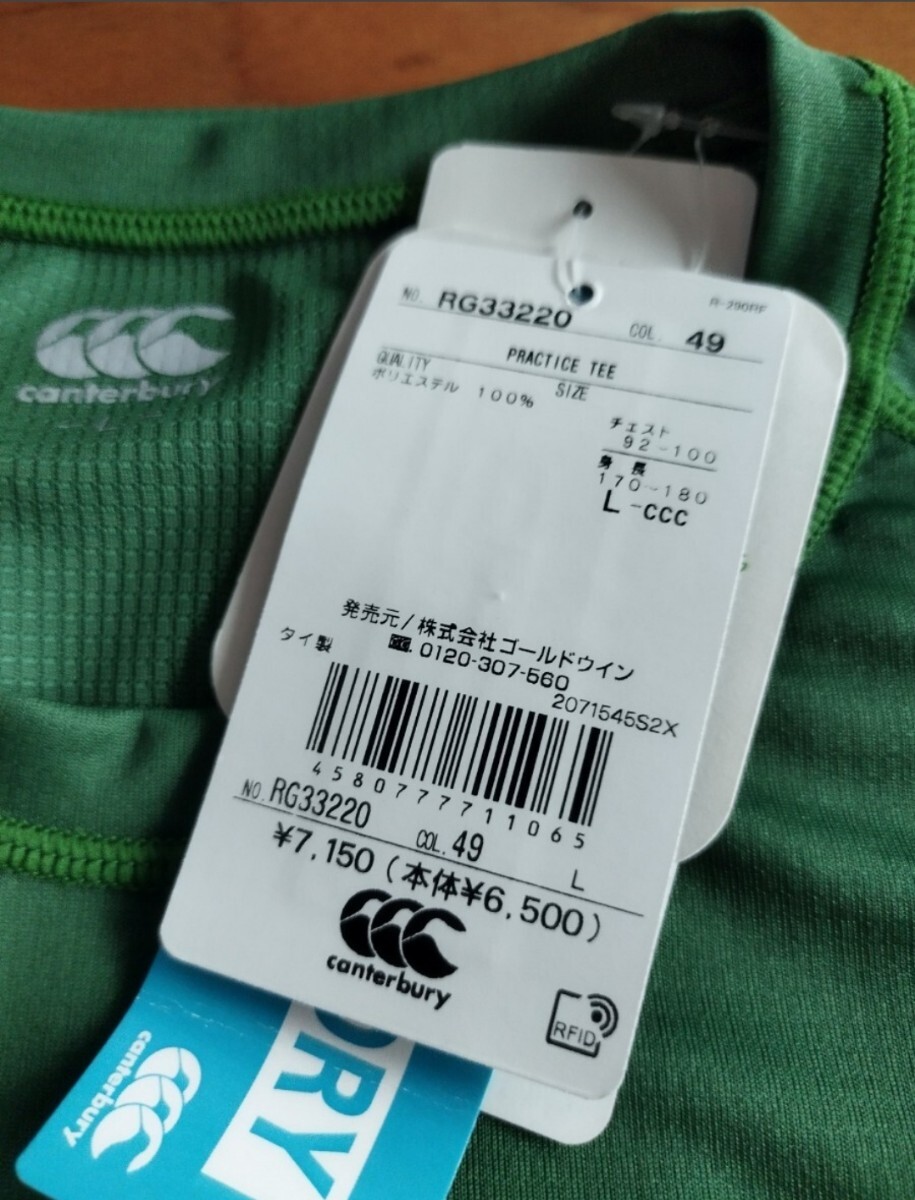 canterbury
L
R-290RF
NO. RG33220 COL. 49
PRACTICE TEE
QUALITY SIZE
ポリエステル 100%
チェスト
92-100
身 長
170~180
L-CCC
発売元/株式会社ゴールドウイン
タイ製 0120-307-560
2071545S2X
4580777711065
NO. RG33220 COL. 49 L
¥7,150(本体¥6,500)
canterbury
RFID
canterbury
ORY